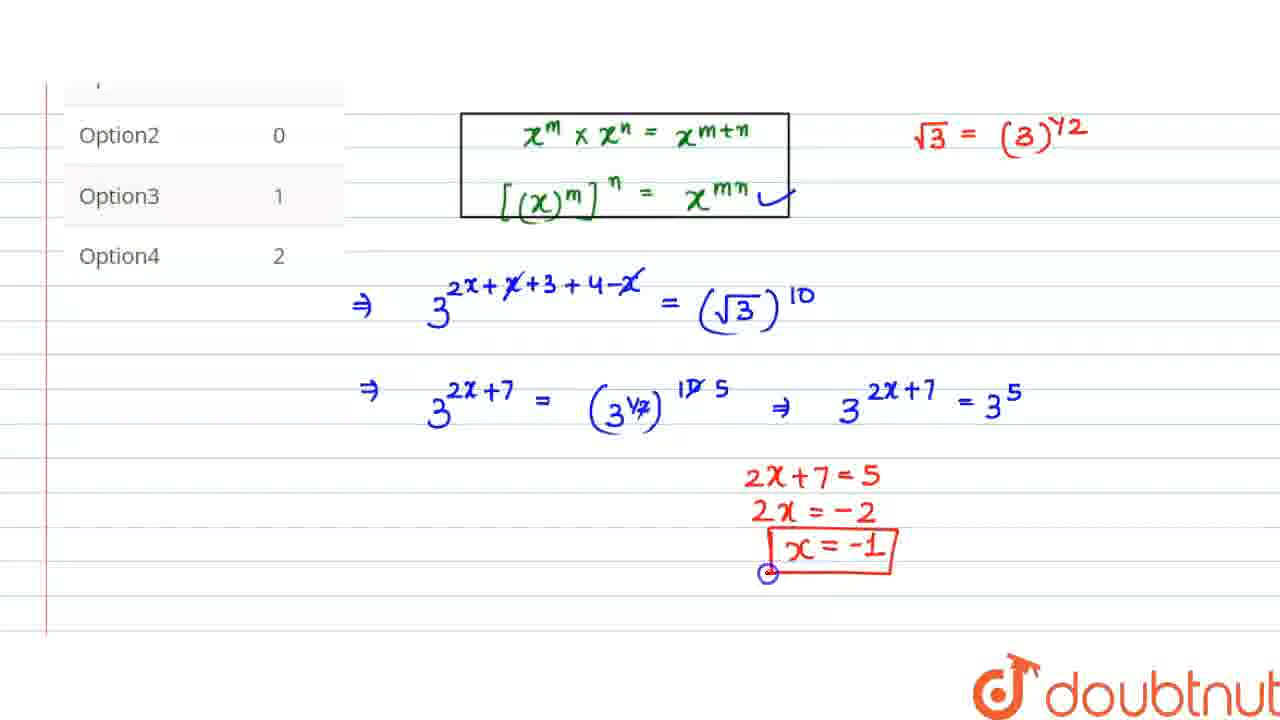 Option2 0
Option3 1
Option4 2
x^m × x^n = x^{m+n}
[(x)^m]^n = x^{mn} ✓
√3 = (3)^{1/2}
⇒ 3^{2x+x+3+4-x} = (√3)^{10}
⇒ 3^{2x+7} = (3^{1/2})^{10 5} ⇒ 3^{2x+7} = 3^5
2x+7=5
2x = -2
x = -1
doubtnut